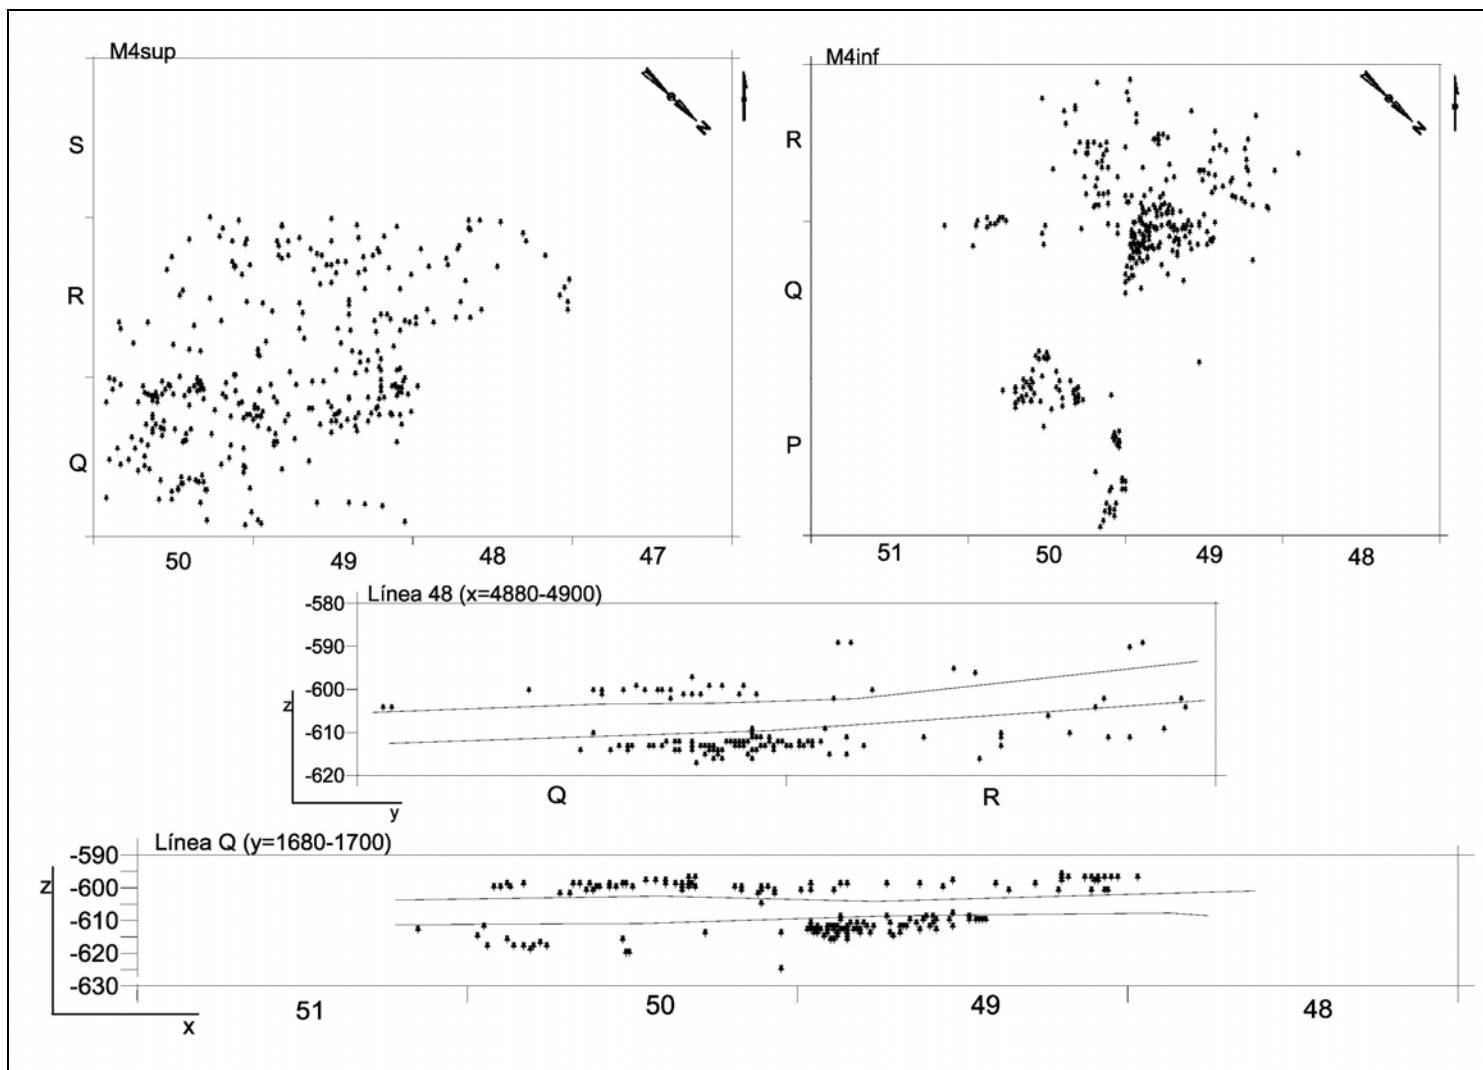 M4sup
N
S
R
Q
50 49 48 47
M4inf
N
R
Q
P
51 50 49 48
Línea 48 (x=4880-4900)
-580
-590
-600
-610
-620
z
y
Q R
Línea Q (y=1680-1700)
-590
-600
-610
-620
-630
z
x
51 50 49 48